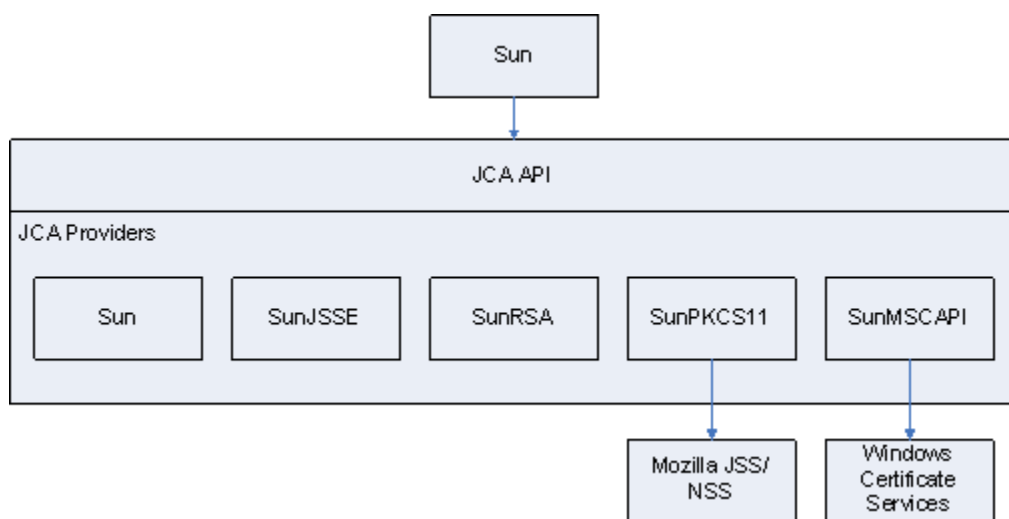 Sun
JCA API
JCA Providers
Sun
SunJSSE
SunRSA
SunPKCS11
SunMSCAPI
Mozilla JSS/
NSS
Windows
Certificate
Services